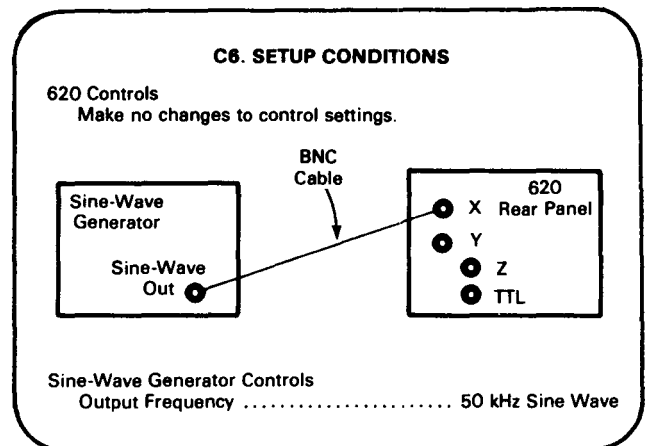 C6. SETUP CONDITIONS
620 Controls
Make no changes to control settings.
BNC
Cable
Sine-Wave
Generator
Sine-Wave
Out
620
Rear Panel
X
Y
Z
TTL
Sine-Wave Generator Controls
Output Frequency ....................... 50 kHz Sine Wave